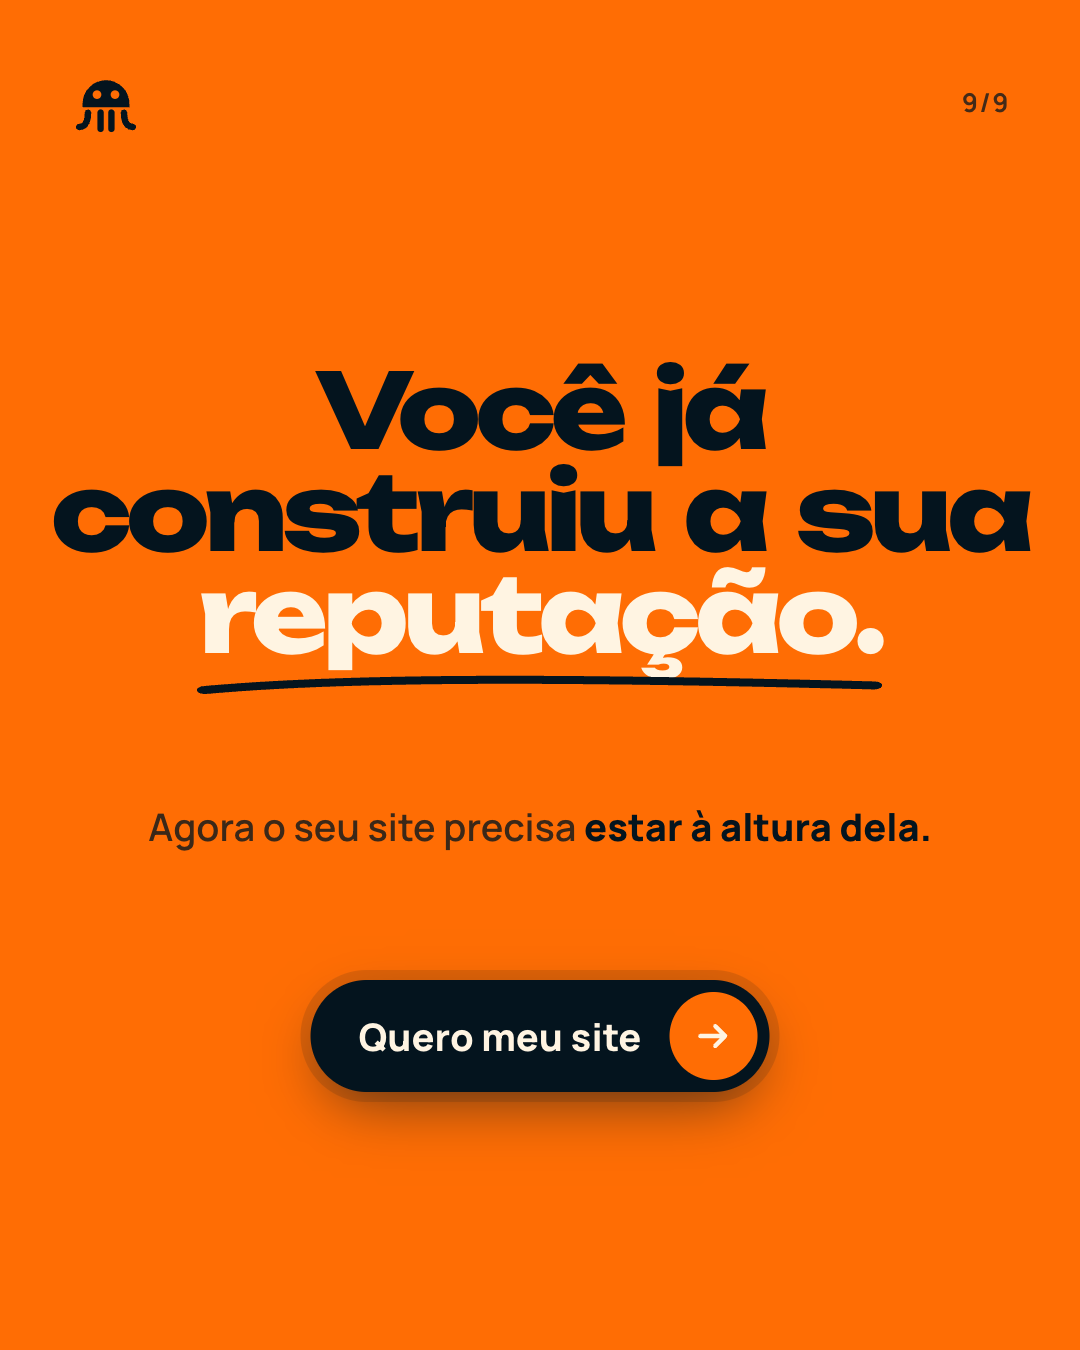 9/9
Você já
construiu a sua
reputação.
Agora o seu site precisa estar à altura dela.
Quero meu site